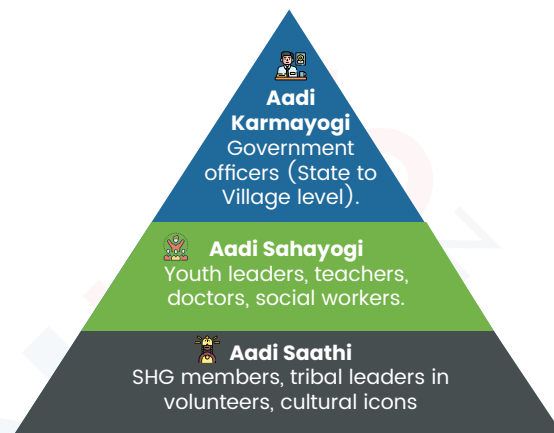 Aadi
Karmayogi
Government
officers (State to
Village level).
Aadi Sahayogi
Youth leaders, teachers,
doctors, social workers.
Aadi Saathi
SHG members, tribal leaders in
volunteers, cultural icons